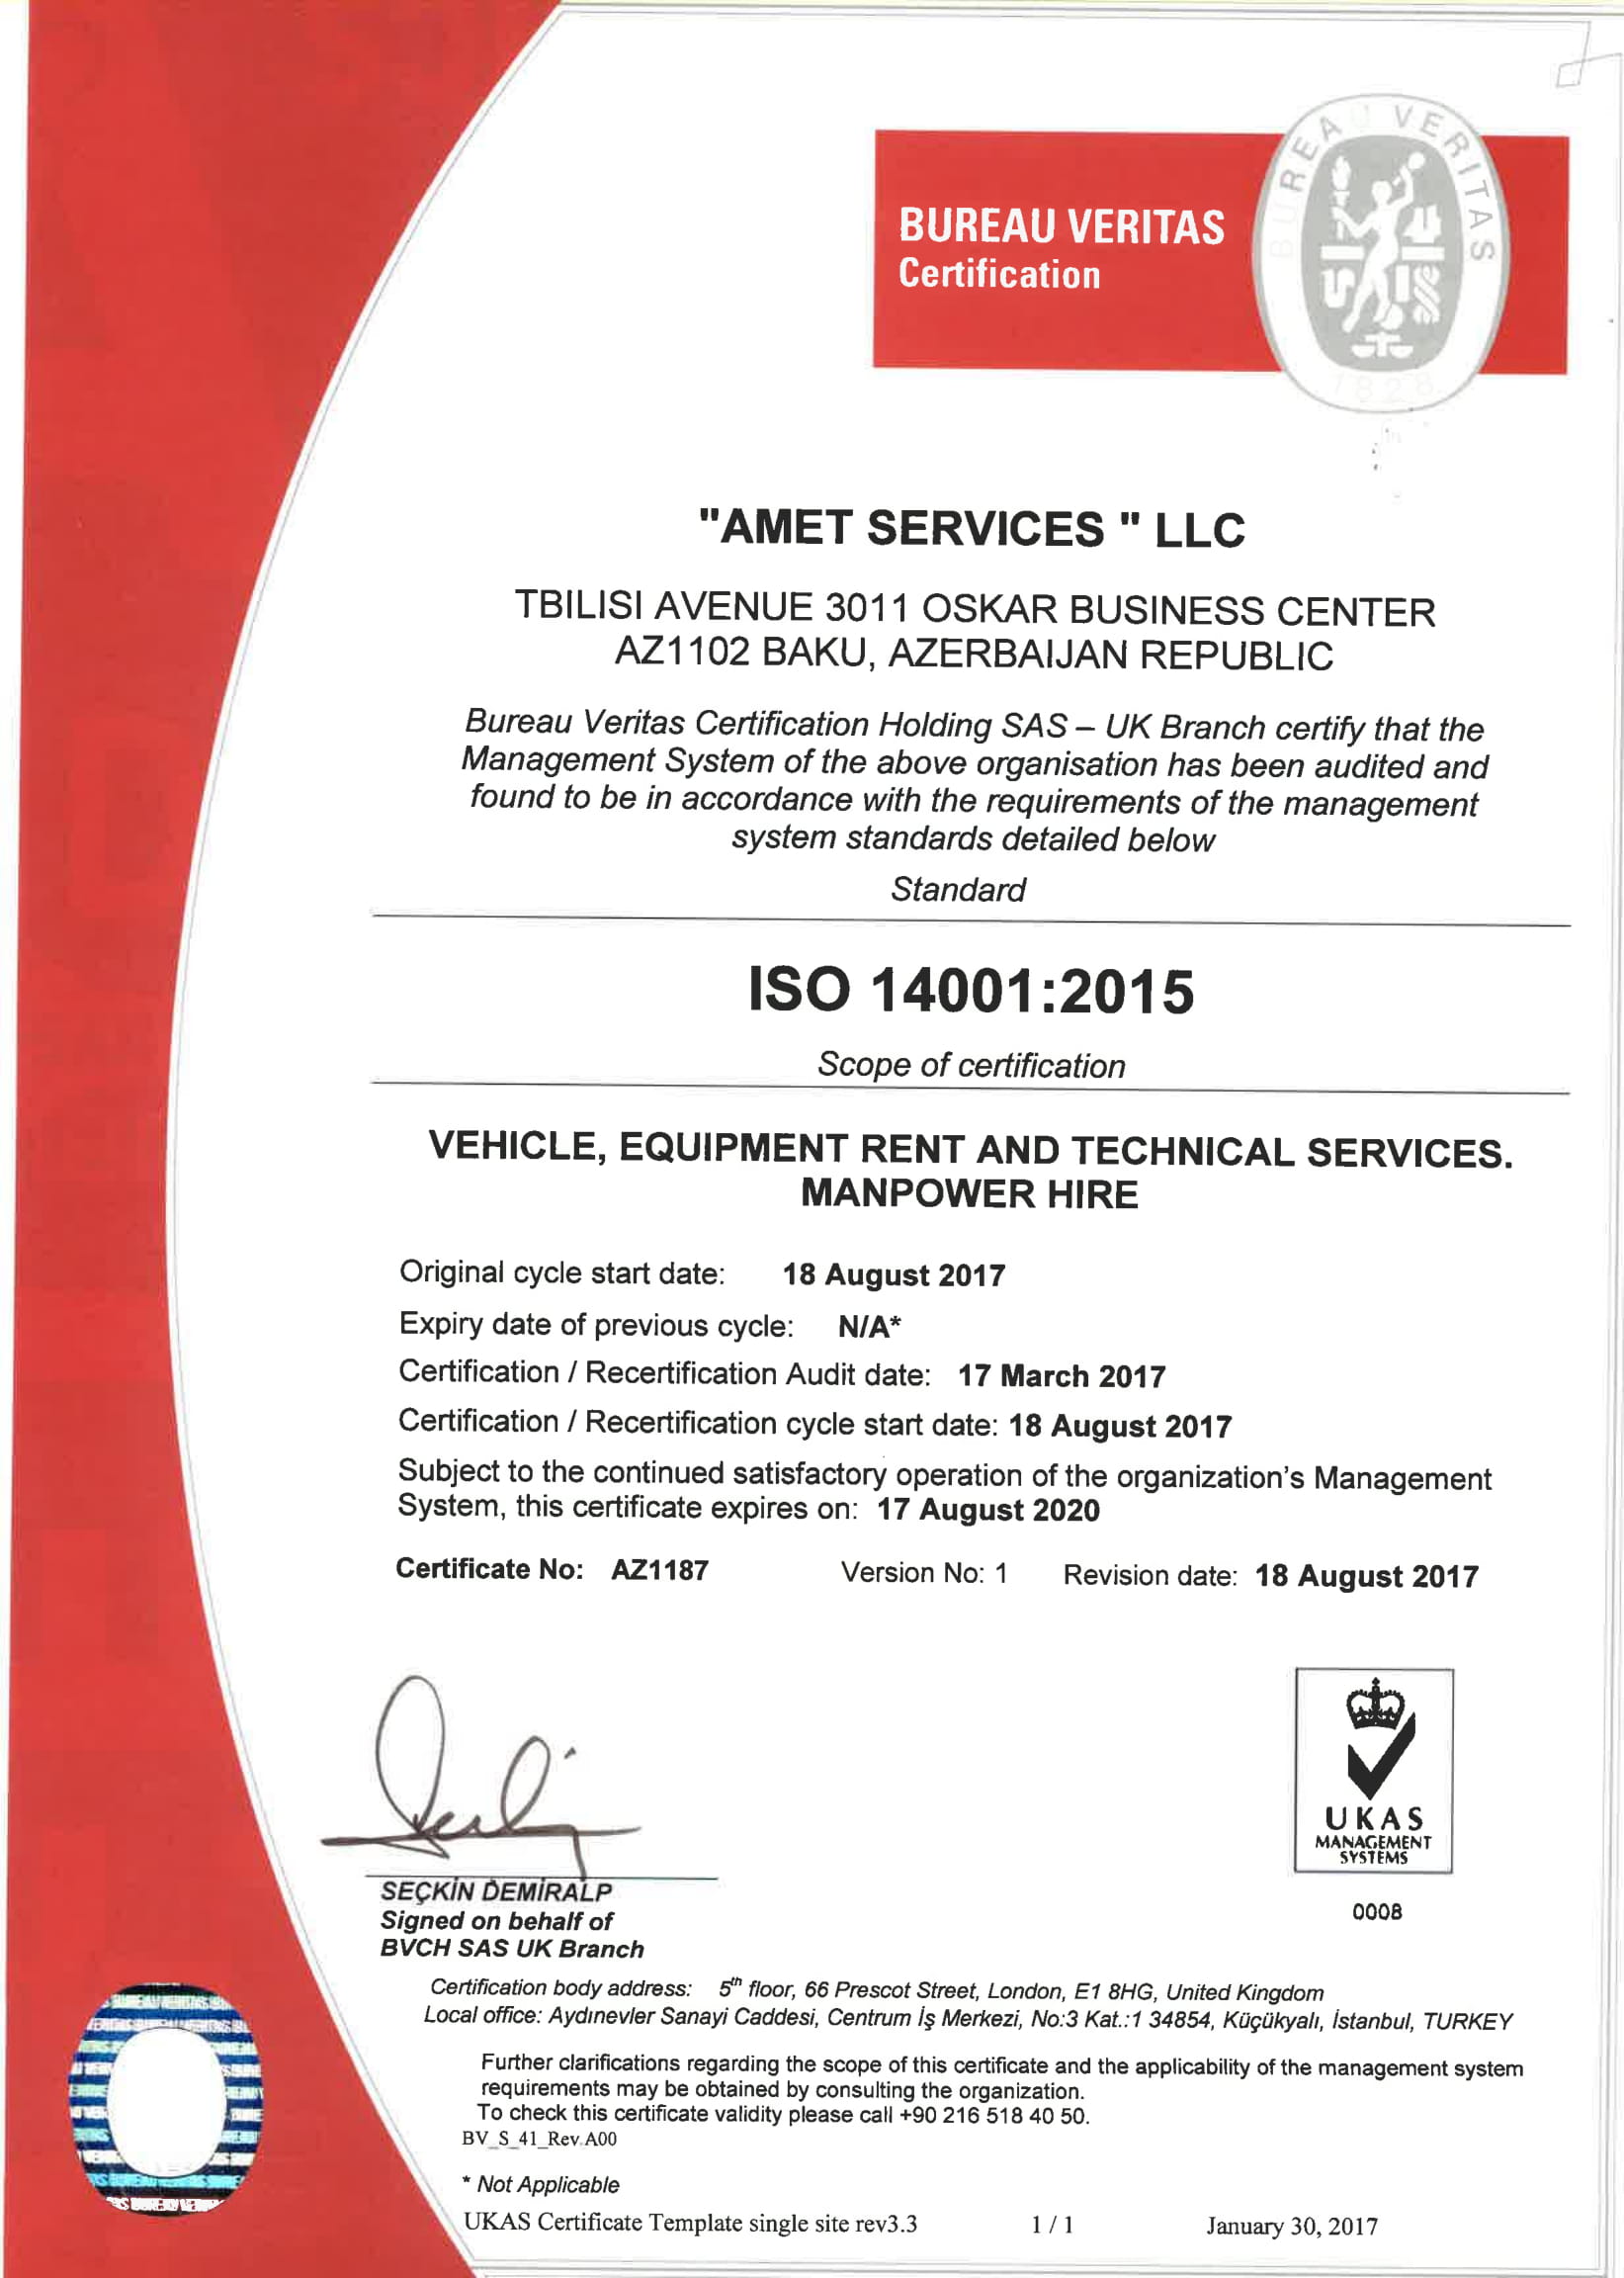 BUREAU VERITAS
Certification
BUREAU VERITAS
1828
"AMET SERVICES " LLC
TBILISI AVENUE 3011 OSKAR BUSINESS CENTER
AZ1102 BAKU, AZERBAIJAN REPUBLIC
Bureau Veritas Certification Holding SAS – UK Branch certify that the
Management System of the above organisation has been audited and
found to be in accordance with the requirements of the management
system standards detailed below
Standard
ISO 14001:2015
Scope of certification
VEHICLE, EQUIPMENT RENT AND TECHNICAL SERVICES.
MANPOWER HIRE
Original cycle start date: 18 August 2017
Expiry date of previous cycle: N/A*
Certification / Recertification Audit date: 17 March 2017
Certification / Recertification cycle start date: 18 August 2017
Subject to the continued satisfactory operation of the organization's Management
System, this certificate expires on: 17 August 2020
Certificate No: AZ1187 Version No: 1 Revision date: 18 August 2017
UKAS
MANAGEMENT
SYSTEMS
0008
SEÇKİN DEMİRALP
Signed on behalf of
BVCH SAS UK Branch
Certification body address: 5th floor, 66 Prescot Street, London, E1 8HG, United Kingdom
Local office: Aydınevler Sanayi Caddesi, Centrum İş Merkezi, No:3 Kat.:1 34854, Küçükyalı, İstanbul, TURKEY
Further clarifications regarding the scope of this certificate and the applicability of the management system
requirements may be obtained by consulting the organization.
To check this certificate validity please call +90 216 518 40 50.
BV_S_41_Rev.A00
* Not Applicable
UKAS Certificate Template single site rev3.3 1 / 1 January 30, 2017